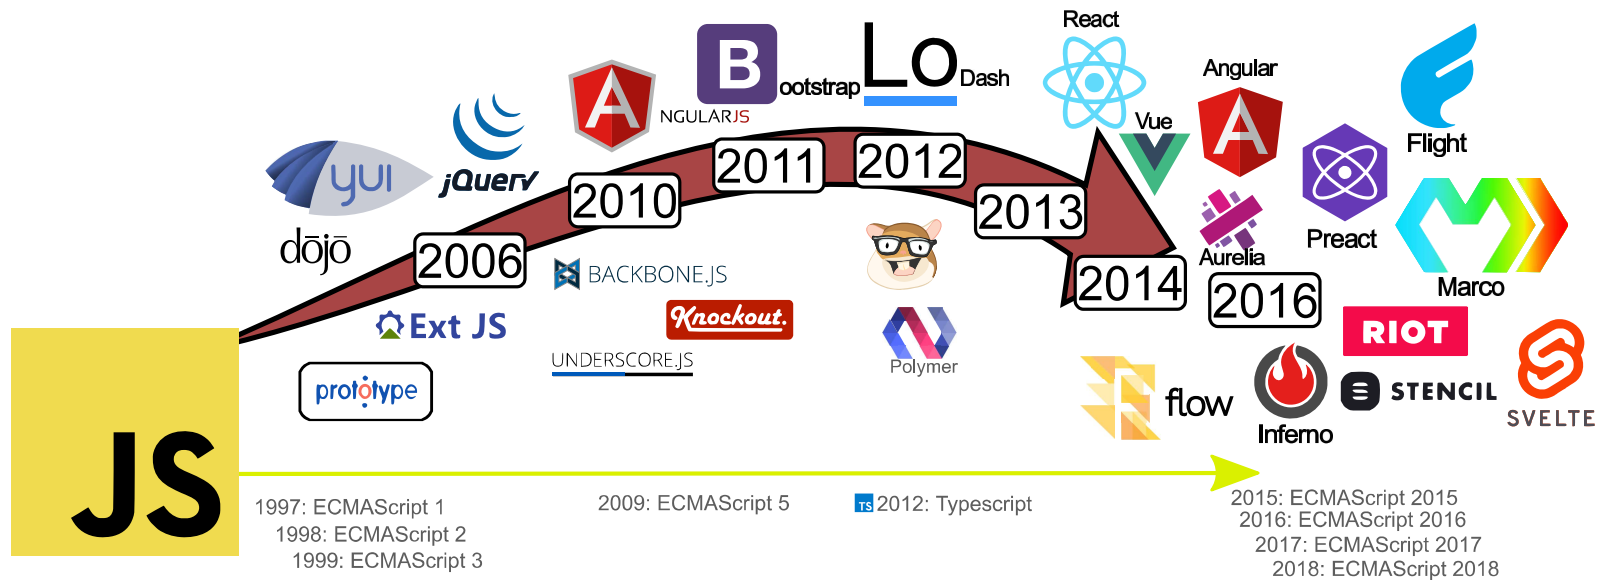 React
Angular
B
ootstrap
Lo
Dash
A
NGULARJS
Vue
A
Flight
YUI
jQuery
dōjō
2006
2010
2011
2012
2013
2014
2016
Aurelia
Preact
Marco
BACKBONE.JS
Ext JS
Knockout.
UNDERSCORE.JS
prototype
Polymer
flow
Inferno
RIOT
STENCIL
SVELTE
JS
1997: ECMAScript 1
1998: ECMAScript 2
1999: ECMAScript 3
2009: ECMAScript 5
TS 2012: Typescript
2015: ECMAScript 2015
2016: ECMAScript 2016
2017: ECMAScript 2017
2018: ECMAScript 2018